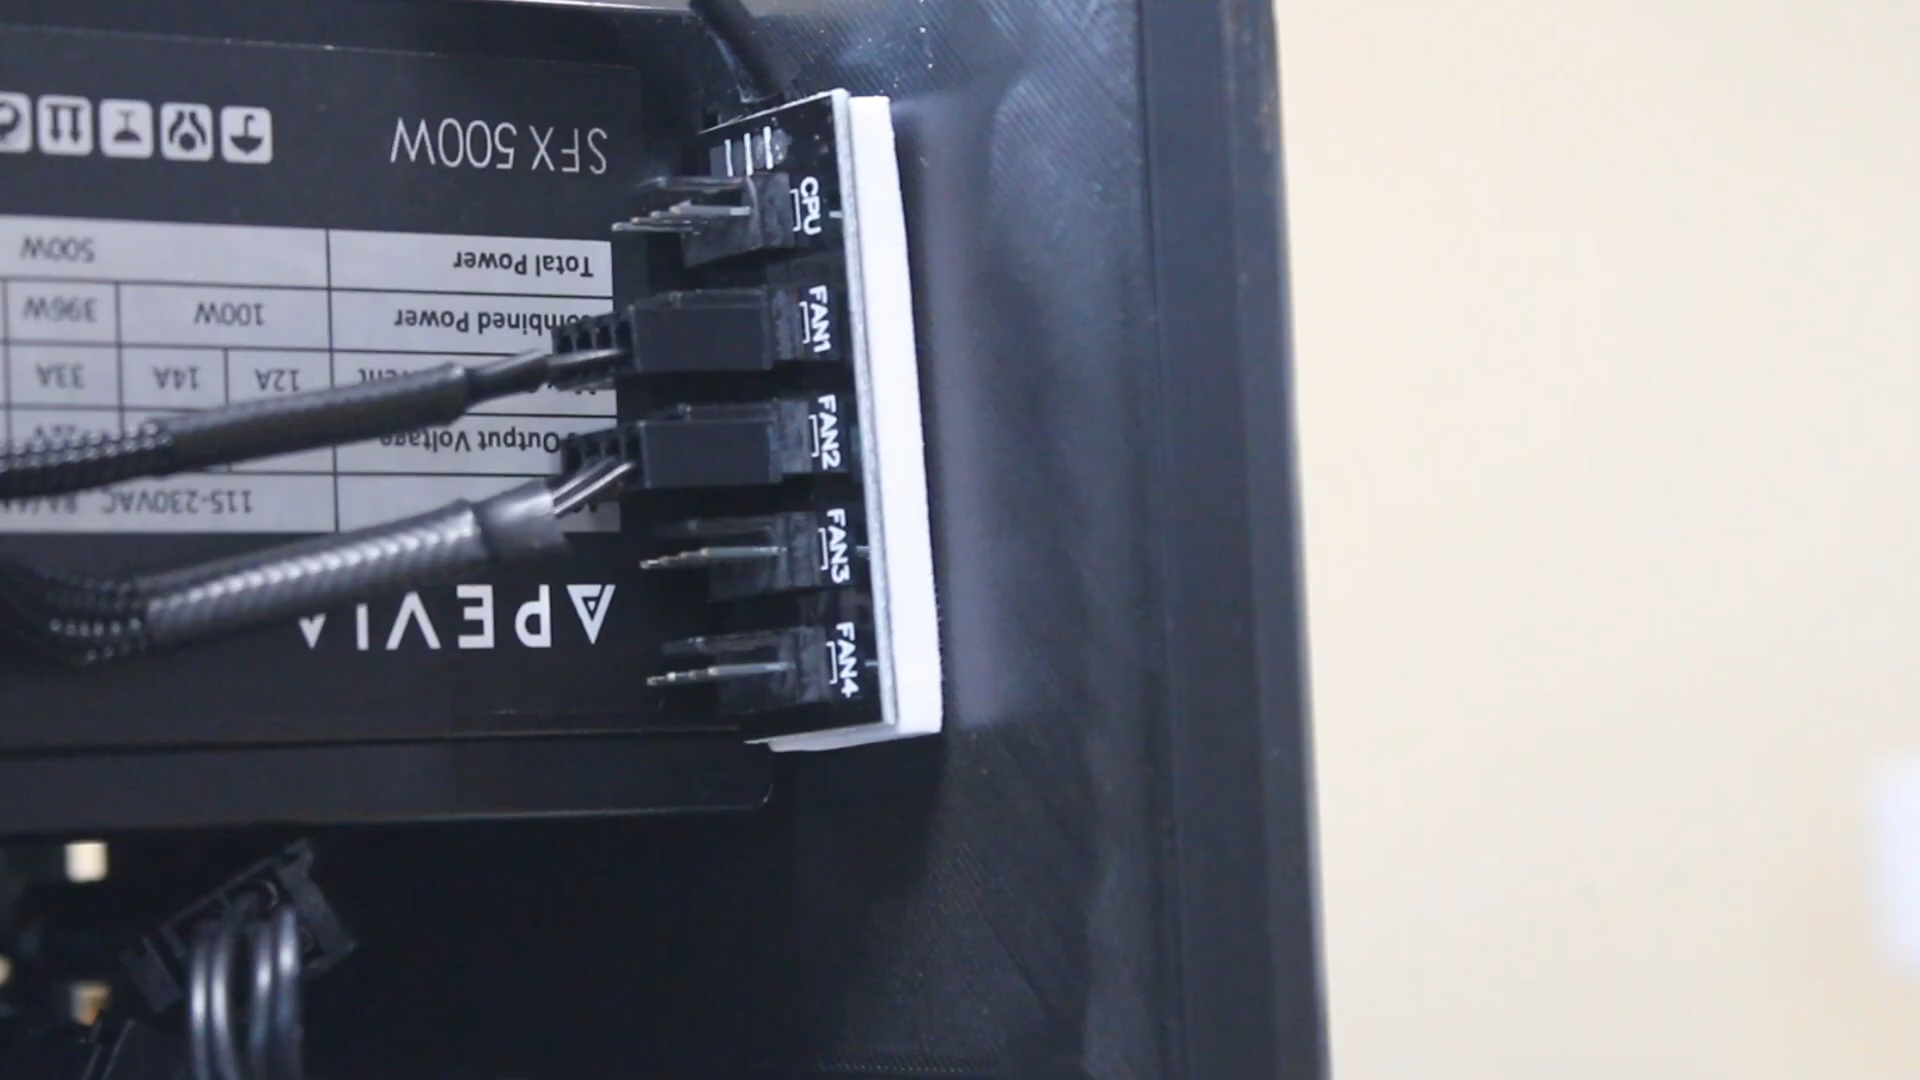 CPU
FAN1
FAN2
FAN3
FAN4
APEVIA
115-230VAC
Output Voltage
12A 14A 33A
Combined Power 100W 396W
Total Power 500W
SFX 500W